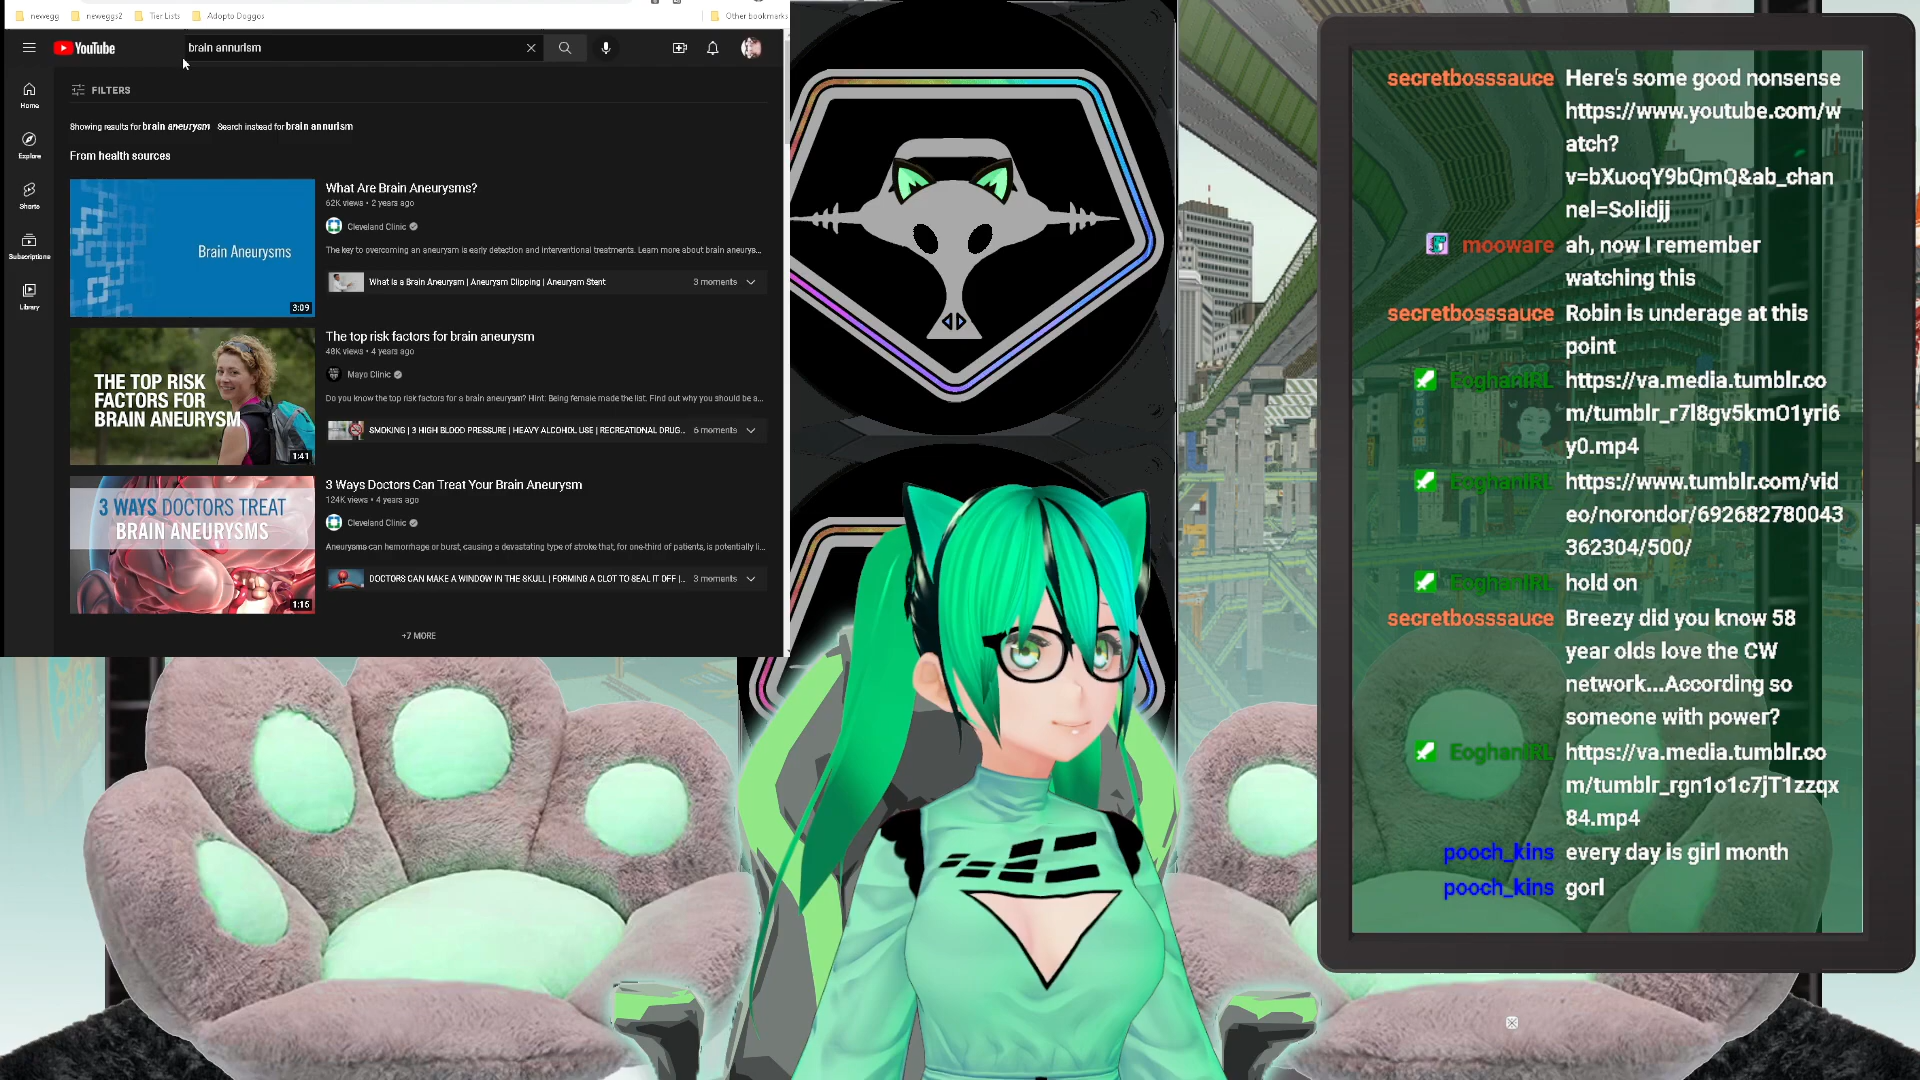 newegg
neweggs2
Tier Lists
Adopto Doggos
Other bookmarks
YouTube
brain annurism
Home
Explore
Shorts
Subscriptions
Library
FILTERS
Showing results for brain aneurysm Search instead for brain annurism
From health sources
Brain Aneurysms
3:09
What Are Brain Aneurysms?
62K views • 2 years ago
Cleveland Clinic
The key to overcoming an aneurysm is early detection and interventional treatments. Learn more about brain aneurys...
What is a Brain Aneurysm | Aneurysm Clipping | Aneurysm Stent
3 moments
THE TOP RISK
FACTORS FOR
BRAIN ANEURYSM
1:41
The top risk factors for brain aneurysm
48K views • 4 years ago
Mayo Clinic
Do you know the top risk factors for a brain aneurysm? Hint: Being female made the list. Find out why you should be a...
SMOKING | 3 HIGH BLOOD PRESSURE | HEAVY ALCOHOL USE | RECREATIONAL DRUG...
6 moments
3 WAYS DOCTORS TREAT
BRAIN ANEURYSMS
1:15
3 Ways Doctors Can Treat Your Brain Aneurysm
124K views • 4 years ago
Cleveland Clinic
Aneurysms can hemorrhage or burst, causing a devastating type of stroke that, for one-third of patients, is potentially li...
DOCTORS CAN MAKE A WINDOW IN THE SKULL | FORMING A CLOT TO SEAL IT OFF |...
3 moments
+7 MORE
secretbosssauce Here's some good nonsense
https://www.youtube.com/w
atch?
v=bXuoqY9bQmQ&ab_chan
nel=Solidjj
mooware ah, now I remember
watching this
secretbosssauce Robin is underage at this
point
EoghanIRL https://va.media.tumblr.co
m/tumblr_r7l8gv5kmO1yri6
y0.mp4
EoghanIRL https://www.tumblr.com/vid
eo/norondor/692682780043
362304/500/
EoghanIRL hold on
secretbosssauce Breezy did you know 58
year olds love the CW
network...According so
someone with power?
EoghanIRL https://va.media.tumblr.co
m/tumblr_rgn1o1c7jT1zzqx
84.mp4
pooch_kins every day is girl month
pooch_kins gorl